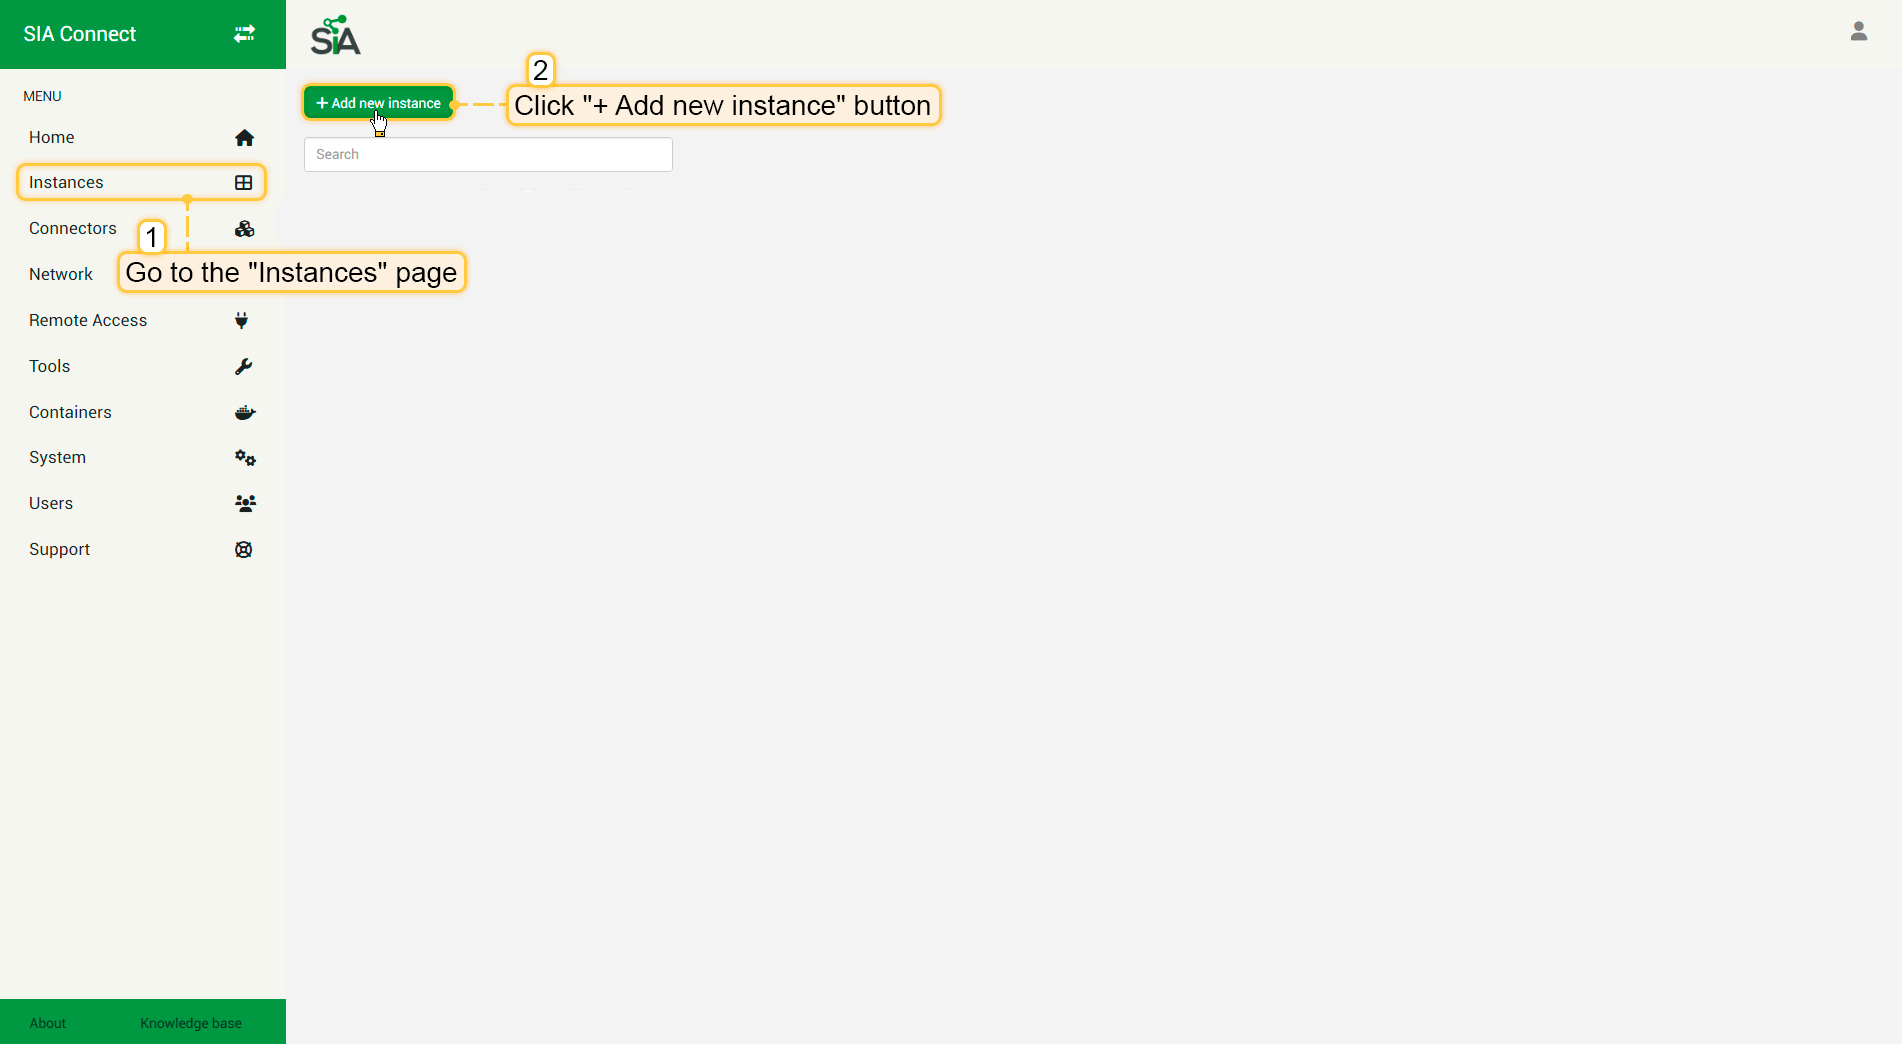 SIA Connect
SiA
MENU
Home
Instances
Connectors
Network
Remote Access
Tools
Containers
System
Users
Support
About
Knowledge base
+ Add new instance
Search
1
Go to the "Instances" page
2
Click "+ Add new instance" button